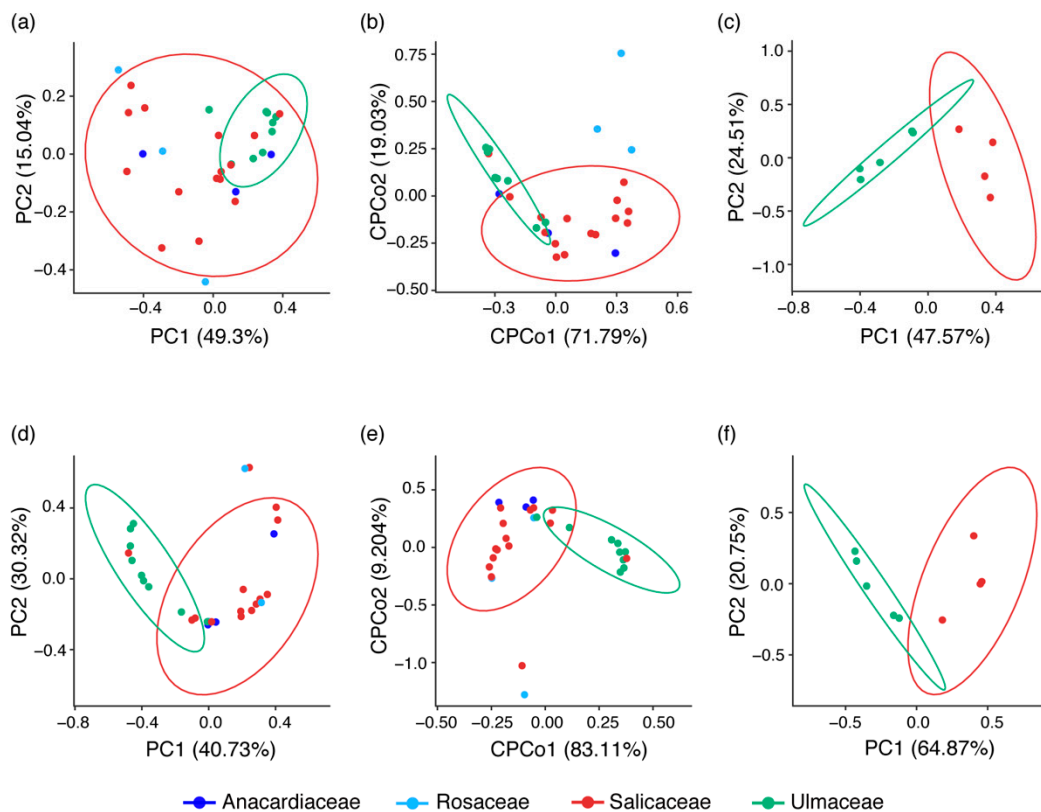 (a)
(b)
(c)
0.2
0.0
−0.2
−0.4
PC2 (15.04%)
−0.4
0.0
0.4
PC1 (49.3%)
0.75
0.50
0.25
0.00
−0.25
−0.50
CPCo2 (19.03%)
−0.3
0.0
0.3
0.6
CPCo1 (71.79%)
1.0
0.5
0.0
−0.5
−1.0
PC2 (24.51%)
−0.8
−0.4
0.0
0.4
PC1 (47.57%)
(d)
(e)
(f)
0.4
0.0
−0.4
PC2 (30.32%)
−0.8
−0.4
0.0
0.4
PC1 (40.73%)
0.5
0.0
−0.5
−1.0
CPCo2 (9.204%)
−0.50
−0.25
0.00
0.25
0.50
CPCo1 (83.11%)
0.5
0.0
−0.5
PC2 (20.75%)
−0.5
0.0
0.5
PC1 (64.87%)
Anacardiaceae Rosaceae Salicaceae Ulmaceae